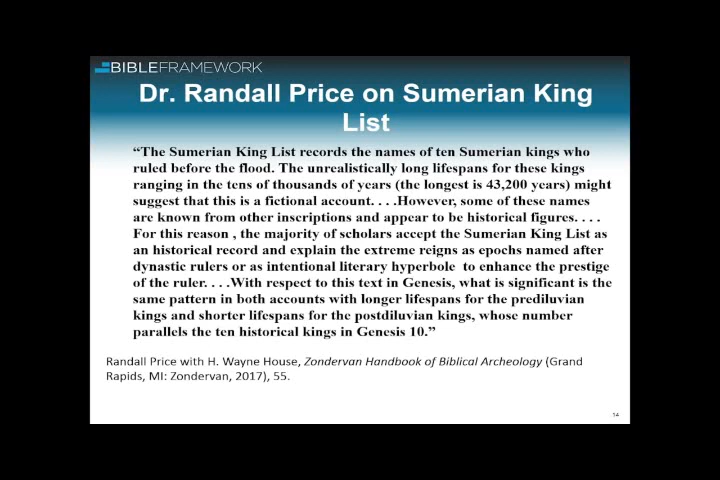 BIBLEFRAMEWORK
Dr. Randall Price on Sumerian King
List
“The Sumerian King List records the names of ten Sumerian kings who
ruled before the flood. The unrealistically long lifespans for these kings
ranging in the tens of thousands of years (the longest is 43,200 years) might
suggest that this is a fictional account. . . .However, some of these names
are known from other inscriptions and appear to be historical figures. . . .
For this reason , the majority of scholars accept the Sumerian King List as
an historical record and explain the extreme reigns as epochs named after
dynastic rulers or as intentional literary hyperbole to enhance the prestige
of the ruler. . . .With respect to this text in Genesis, what is significant is the
same pattern in both accounts with longer lifespans for the prediluvian
kings and shorter lifespans for the postdiluvian kings, whose number
parallels the ten historical kings in Genesis 10.”
Randall Price with H. Wayne House, Zondervan Handbook of Biblical Archeology (Grand
Rapids, MI: Zondervan, 2017), 55.
14